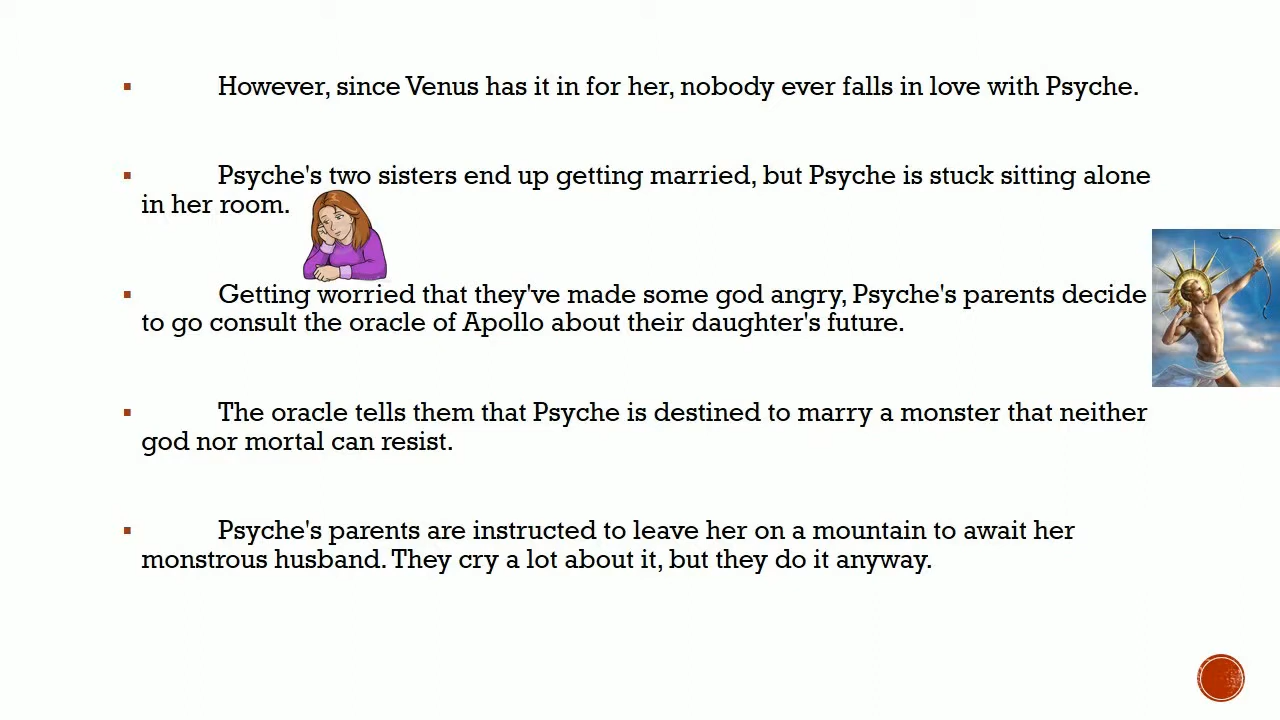 However, since Venus has it in for her, nobody ever falls in love with Psyche.
Psyche's two sisters end up getting married, but Psyche is stuck sitting alone
in her room.
Getting worried that they've made some god angry, Psyche's parents decide
to go consult the oracle of Apollo about their daughter's future.
The oracle tells them that Psyche is destined to marry a monster that neither
god nor mortal can resist.
Psyche's parents are instructed to leave her on a mountain to await her
monstrous husband. They cry a lot about it, but they do it anyway.